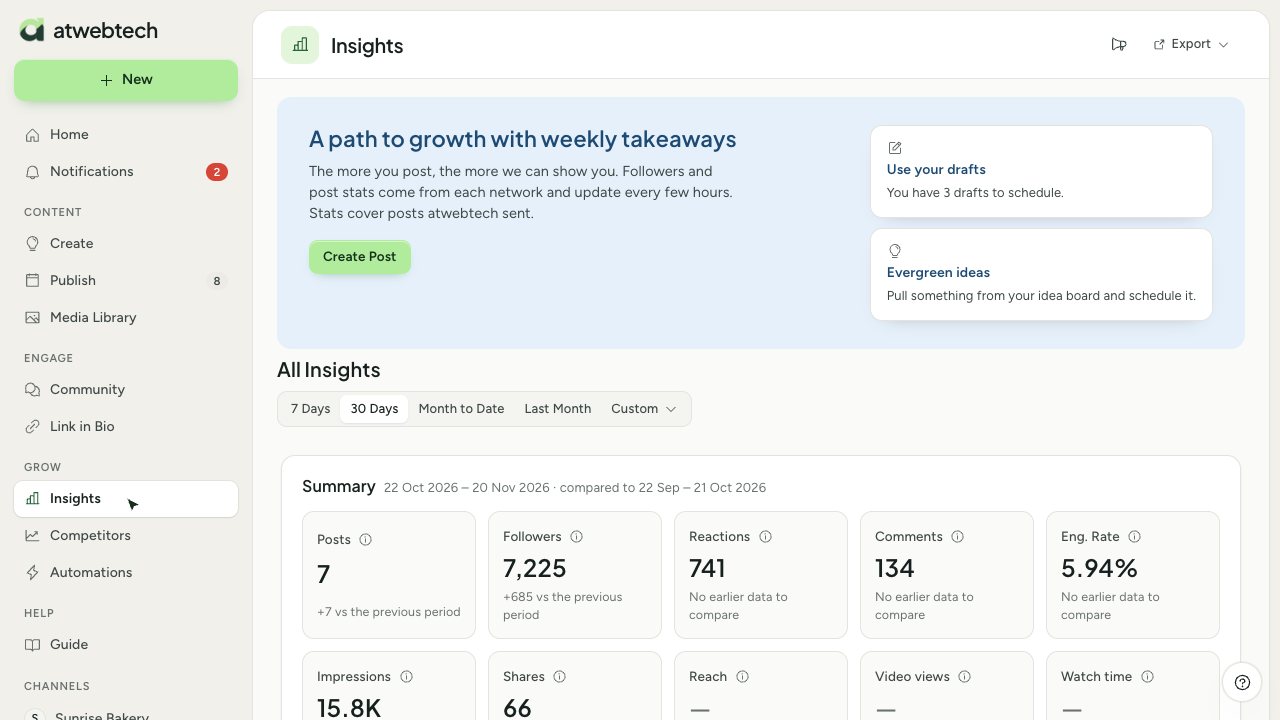 atwebtech
New
Home
Notifications 2
CONTENT
Create
Publish 8
Media Library
ENGAGE
Community
Link in Bio
GROW
Insights
Competitors
Automations
HELP
Guide
CHANNELS
S Sunrise Bakery
Insights
Export
A path to growth with weekly takeaways
The more you post, the more we can show you. Followers and
post stats come from each network and update every few hours.
Stats cover posts atwebtech sent.
Create Post
Use your drafts
You have 3 drafts to schedule.
Evergreen ideas
Pull something from your idea board and schedule it.
All Insights
7 Days 30 Days Month to Date Last Month Custom
Summary 22 Oct 2026 – 20 Nov 2026 · compared to 22 Sep – 21 Oct 2026
Posts
7
+7 vs the previous period
Followers
7,225
+685 vs the previous
period
Reactions
741
No earlier data to
compare
Comments
134
No earlier data to
compare
Eng. Rate
5.94%
No earlier data to
compare
Impressions
15.8K
Shares
66
Reach
—
Video views
—
Watch time
—